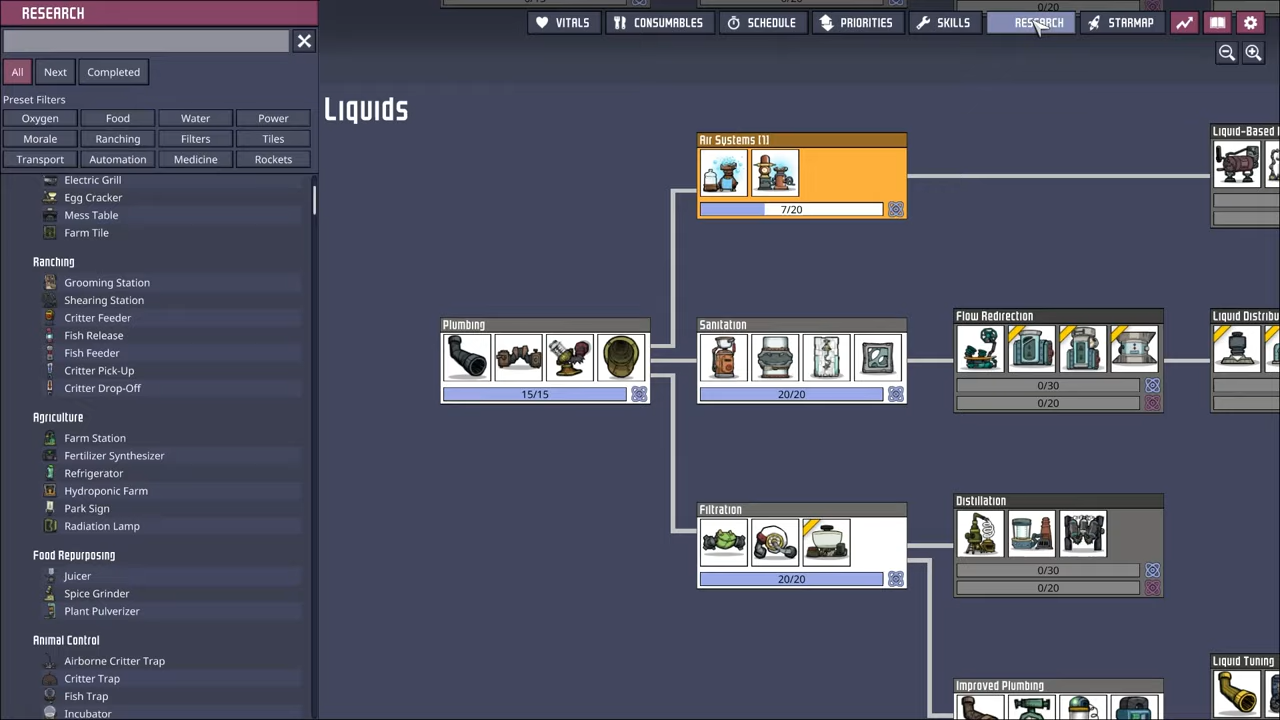 RESEARCH
0/20
VITALS
CONSUMABLES
SCHEDULE
PRIORITIES
SKILLS
RESEARCH
STARMAP
All
Next
Completed
Preset Filters
Oxygen
Food
Water
Power
Morale
Ranching
Filters
Tiles
Transport
Automation
Medicine
Rockets
Electric Grill
Egg Cracker
Mess Table
Farm Tile
Ranching
Grooming Station
Shearing Station
Critter Feeder
Fish Release
Fish Feeder
Critter Pick-Up
Critter Drop-Off
Agriculture
Farm Station
Fertilizer Synthesizer
Refrigerator
Hydroponic Farm
Park Sign
Radiation Lamp
Food Repurposing
Juicer
Spice Grinder
Plant Pulverizer
Animal Control
Airborne Critter Trap
Critter Trap
Fish Trap
Incubator
Liquids
Air Systems [1]
7/20
Liquid-Based
Plumbing
15/15
Sanitation
20/20
Flow Redirection
0/30
0/20
Liquid
Filtration
20/20
Distillation
0/30
0/20
Improved Plumbing
Liquid Tuning